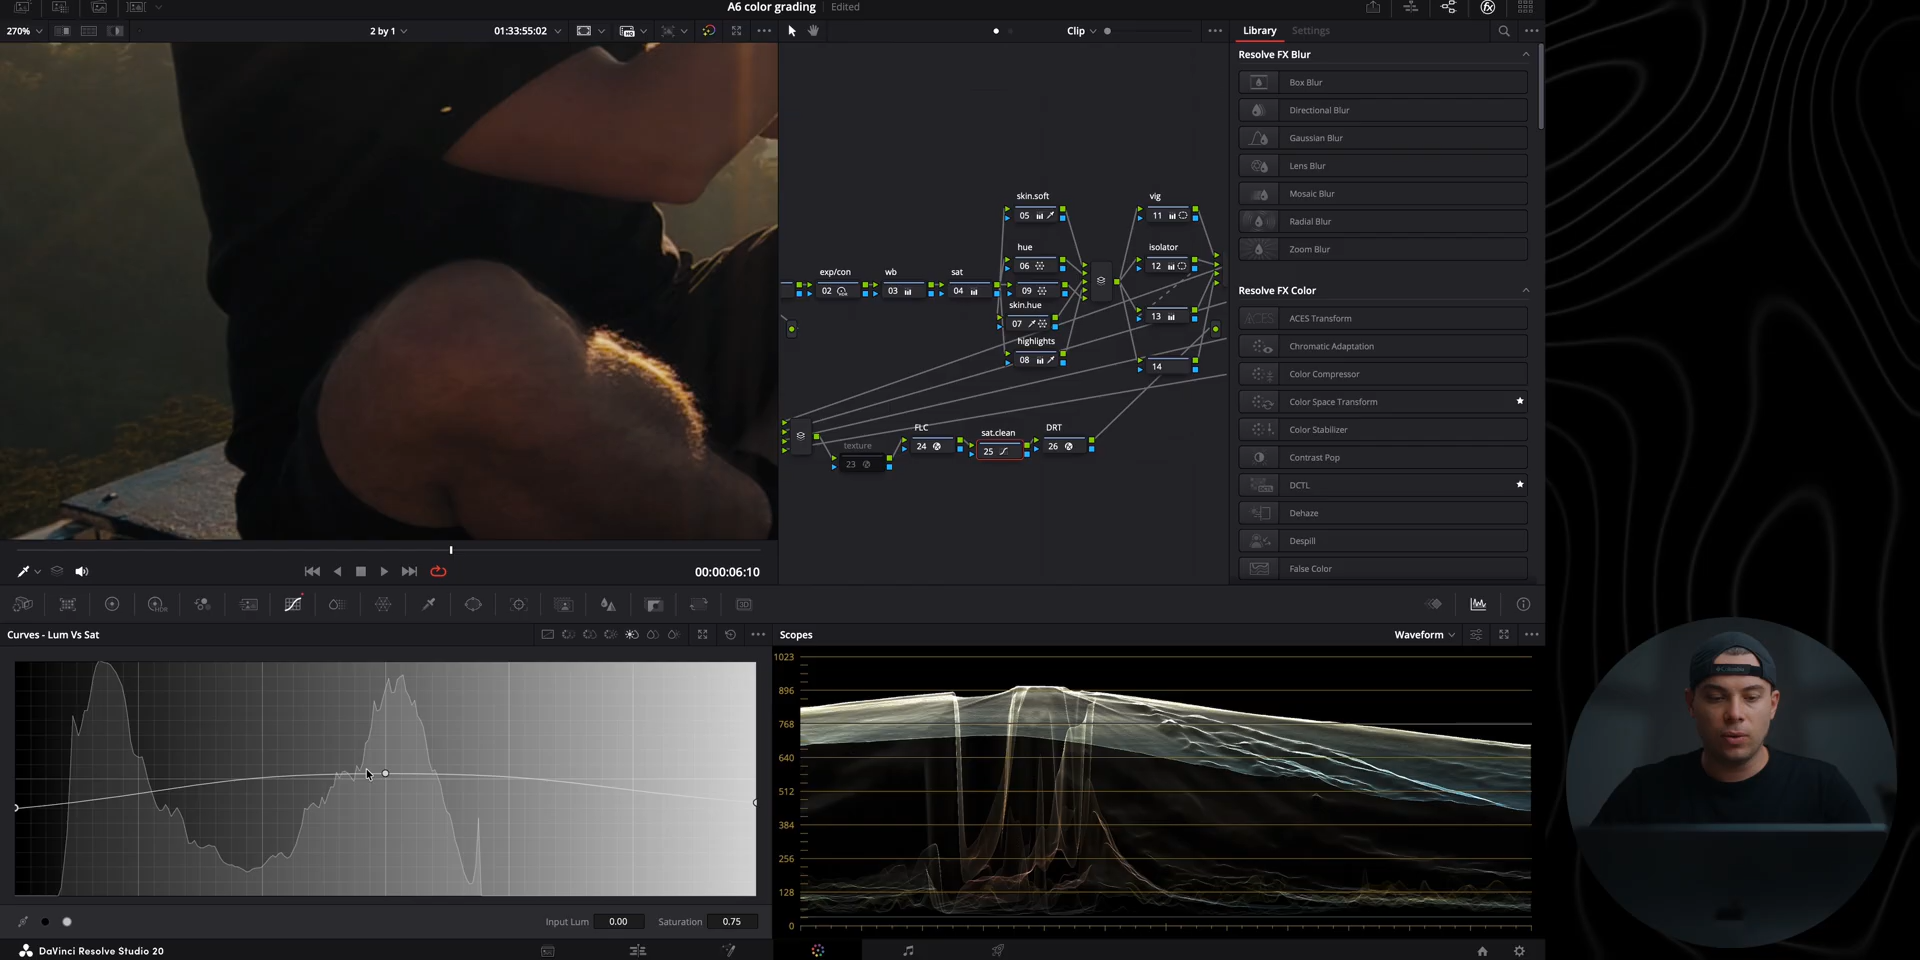 A6 color grading
Edited
270%
2 by 1
01:33:55:02
Clip
Library
Settings
Resolve FX Blur
Box Blur
Directional Blur
Gaussian Blur
Lens Blur
Mosaic Blur
Radial Blur
Zoom Blur
Resolve FX Color
ACES Transform
Chromatic Adaptation
Color Compressor
Color Space Transform
Color Stabilizer
Contrast Pop
DCTL
Dehaze
Despill
False Color
skin.soft
05
vig
11
hue
06
isolator
12
exp/con
02
wb
03
sat
04
09
skin.hue
07
13
highlights
08
14
texture
23
FLC
24
sat.clean
25
DRT
26
00:00:06:10
HDR
3D
Curves - Lum Vs Sat
Input Lum 0.00
Saturation 0.75
Scopes
Waveform
1023
896
768
640
512
384
256
128
0
DaVinci Resolve Studio 20
Columbia